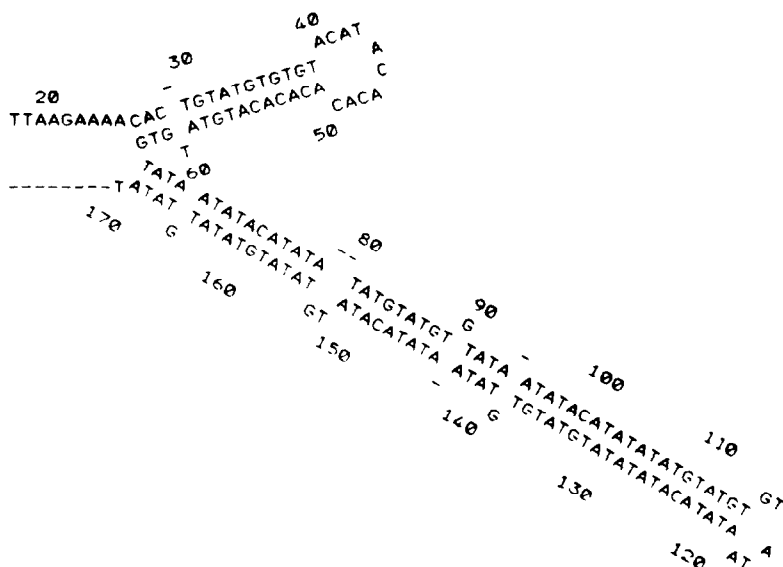 40
ACAT
30
A
-
C
TGTATGTGTGT
20
CACA
TTAAGAAAACAC
ATGTACACACA
GTG
50
T
TATA
60
A
---------TATAT
ATATACATATA
170
G
TATATGTATAT
--
80
160
TATGTATGT
GT
ATACATATA
G
90
150
TATA
-
-
ATAT
ATATACATATATATGTATGT
100
140
G
TGTATGTATATATACATATA
110
GT
130
A
120
AT